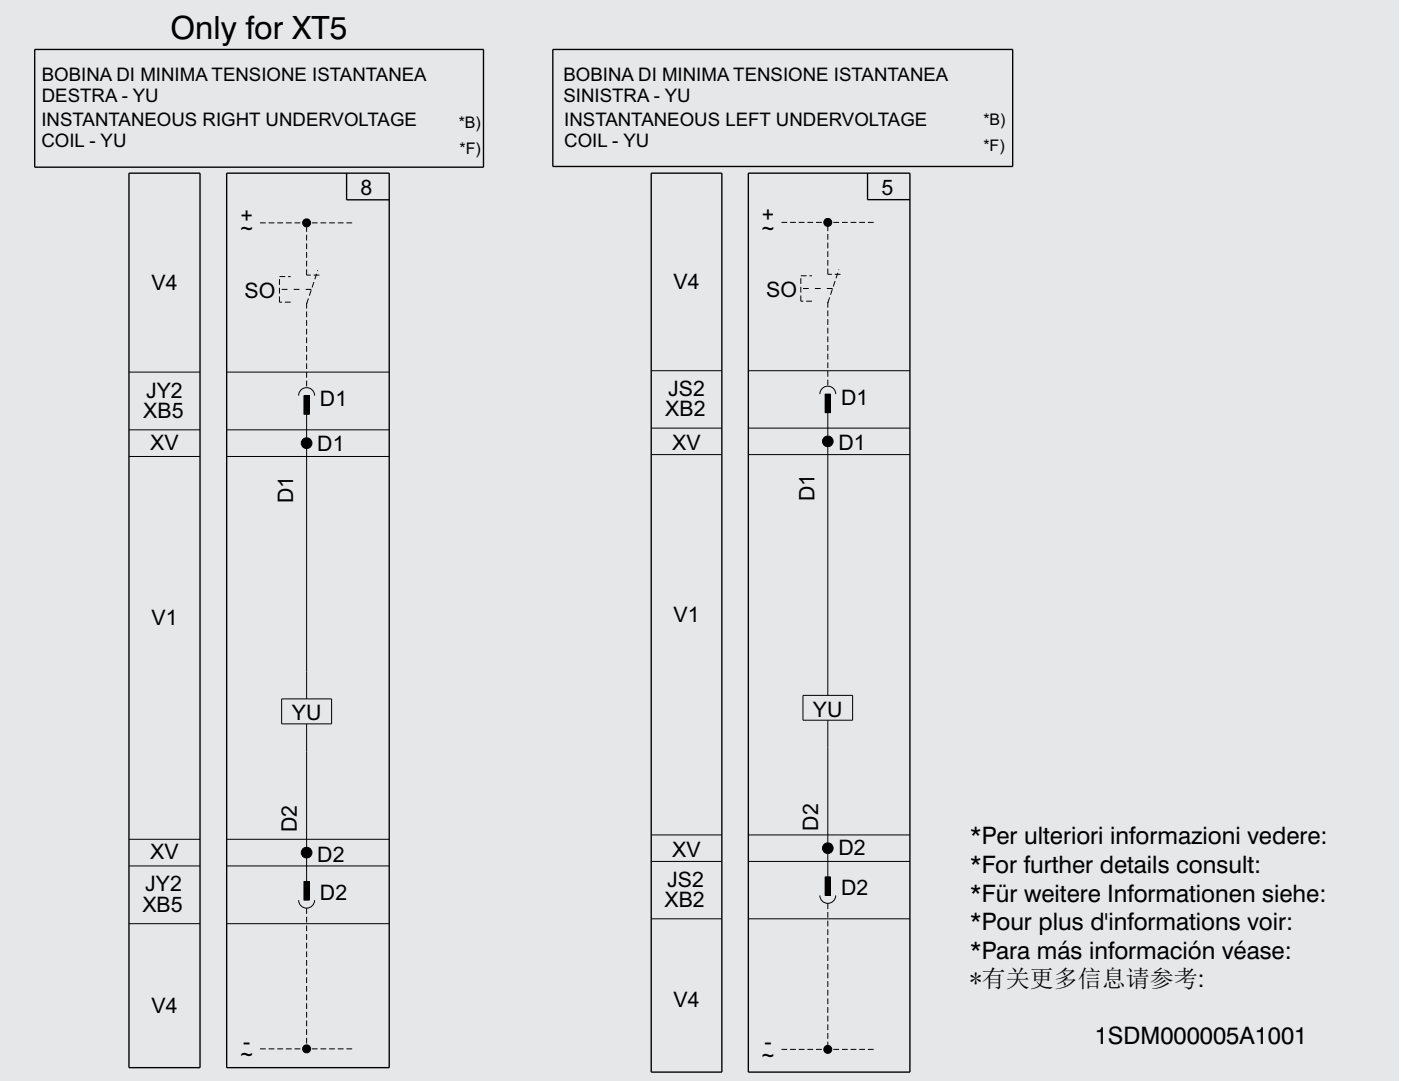 Only for XT5
BOBINA DI MINIMA TENSIONE ISTANTANEA
DESTRA - YU
INSTANTANEOUS RIGHT UNDERVOLTAGE *B)
COIL - YU *F)
8
+
~
V4
SO
JY2
XB5
D1
XV
D1
D1
V1
YU
D2
XV
D2
JY2
XB5
D2
V4
-
~
BOBINA DI MINIMA TENSIONE ISTANTANEA
SINISTRA - YU
INSTANTANEOUS LEFT UNDERVOLTAGE *B)
COIL - YU *F)
5
+
~
V4
SO
JS2
XB2
D1
XV
D1
D1
V1
YU
D2
XV
D2
JS2
XB2
D2
V4
-
~
*Per ulteriori informazioni vedere:
*For further details consult:
*Für weitere Informationen siehe:
*Pour plus d'informations voir:
*Para más información véase:
*有关更多信息请参考:
1SDM000005A1001